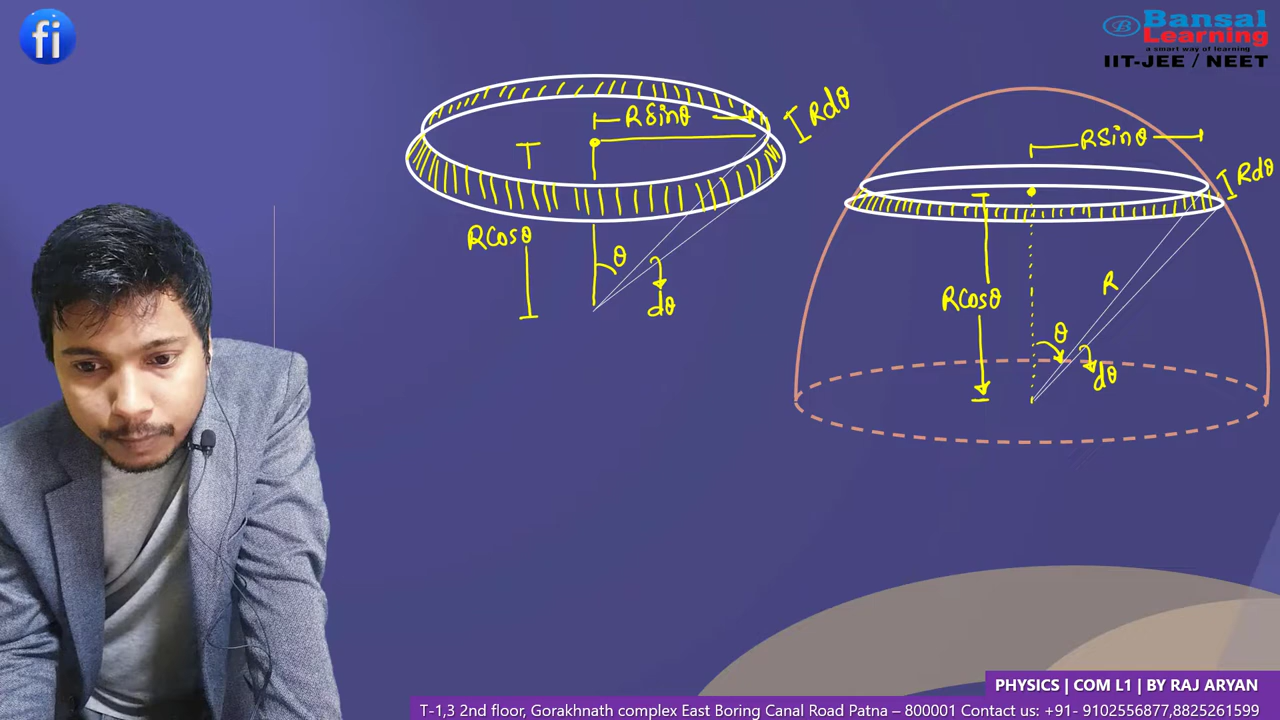 fi
Bansal
Learning
a smart way of learning
IIT-JEE / NEET
Rsinθ
Rdθ
Rcosθ
θ
dθ
Rsinθ
Rdθ
R
Rcosθ
θ
dθ
PHYSICS | COM L1 | BY RAJ ARYAN
T-1,3 2nd floor, Gorakhnath complex East Boring Canal Road Patna – 800001 Contact us: +91- 9102556877,8825261599